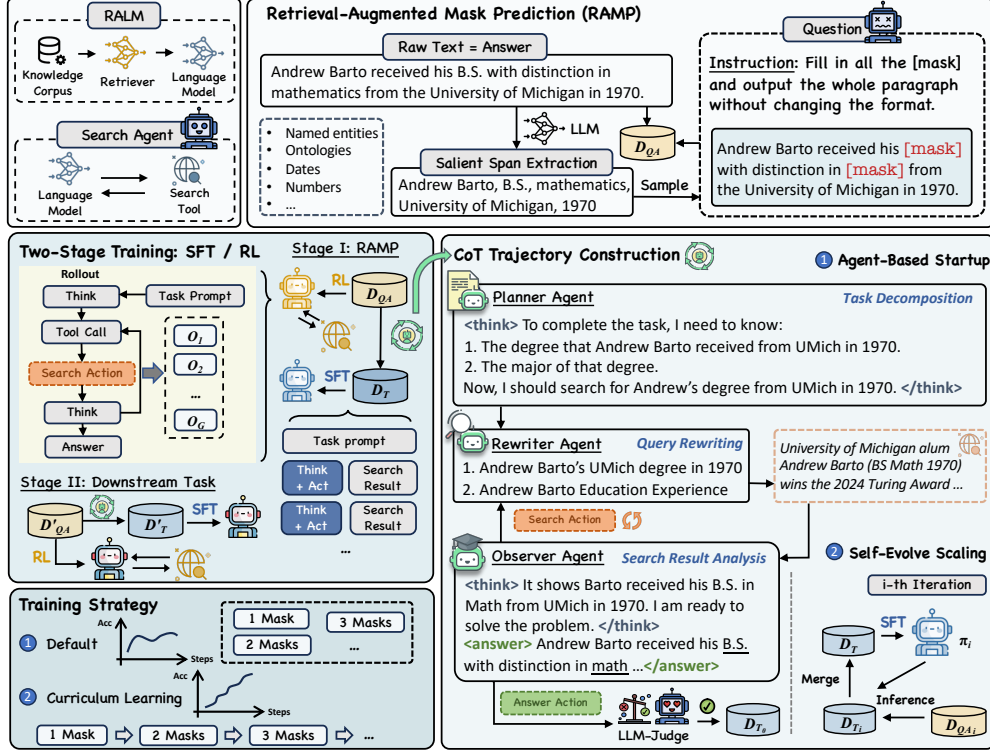 RALM
Knowledge
Corpus
Retriever
Language
Model
Search Agent
Language
Model
Search
Tool
Retrieval-Augmented Mask Prediction (RAMP)
Raw Text = Answer
Andrew Barto received his B.S. with distinction in
mathematics from the University of Michigan in 1970.
• Named entities
• Ontologies
• Dates
• Numbers
• ...
LLM
Salient Span Extraction
Andrew Barto, B.S., mathematics,
University of Michigan, 1970
Sample
D_QA
Question
Instruction: Fill in all the [mask]
and output the whole paragraph
without changing the format.
Andrew Barto received his [mask]
with distinction in [mask] from
the University of Michigan in 1970.
Two-Stage Training: SFT / RL
Rollout
Think
Task Prompt
Tool Call
Search Action
Think
Answer
O_1
O_2
...
O_G
Stage I: RAMP
RL
D_QA
SFT
D_T
Task prompt
Think
+ Act
Search
Result
Think
+ Act
Search
Result
...
Stage II: Downstream Task
D'_QA
D'_T
SFT
RL
Training Strategy
1 Default
Acc
Steps
1 Mask
2 Masks
3 Masks
...
2 Curriculum Learning
Acc
Steps
1 Mask
2 Masks
3 Masks
...
CoT Trajectory Construction
1 Agent-Based Startup
Planner Agent
Task Decomposition
<think> To complete the task, I need to know:
1. The degree that Andrew Barto received from UMich in 1970.
2. The major of that degree.
Now, I should search for Andrew's degree from UMich in 1970. </think>
Rewriter Agent
Query Rewriting
1. Andrew Barto's UMich degree in 1970
2. Andrew Barto Education Experience
University of Michigan alum
Andrew Barto (BS Math 1970)
wins the 2024 Turing Award ...
Search Action
Observer Agent
Search Result Analysis
<think> It shows Barto received his B.S. in
Math from UMich in 1970. I am ready to
solve the problem. </think>
<answer> Andrew Barto received his B.S.
with distinction in math ...</answer>
Answer Action
LLM-Judge
D_T_0
2 Self-Evolve Scaling
i-th Iteration
D_T
SFT
π_i
Merge
Inference
D_T_i
D_QA_i